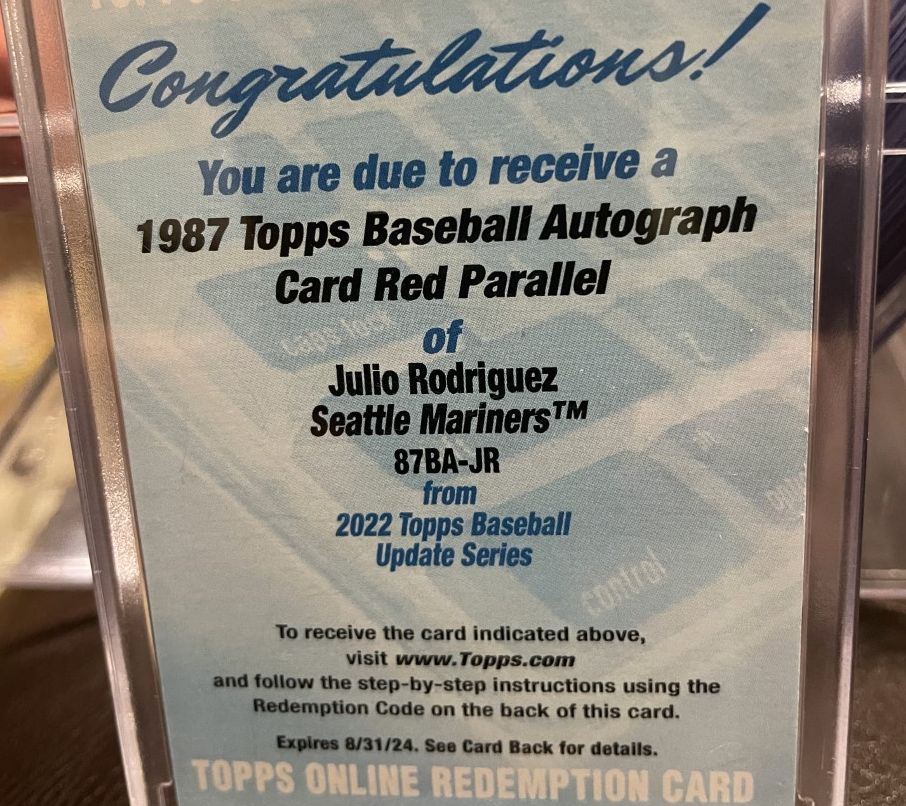 Congratulations!
You are due to receive a
1987 Topps Baseball Autograph
Card Red Parallel
of
caps lock
Julio Rodriguez
Seattle Mariners™
87BA-JR
from
2022 Topps Baseball
Update Series
control
To receive the card indicated above,
visit www.Topps.com
and follow the step-by-step instructions using the
Redemption Code on the back of this card.
Expires 8/31/24. See Card Back for details.
TOPPS ONLINE REDEMPTION CARD